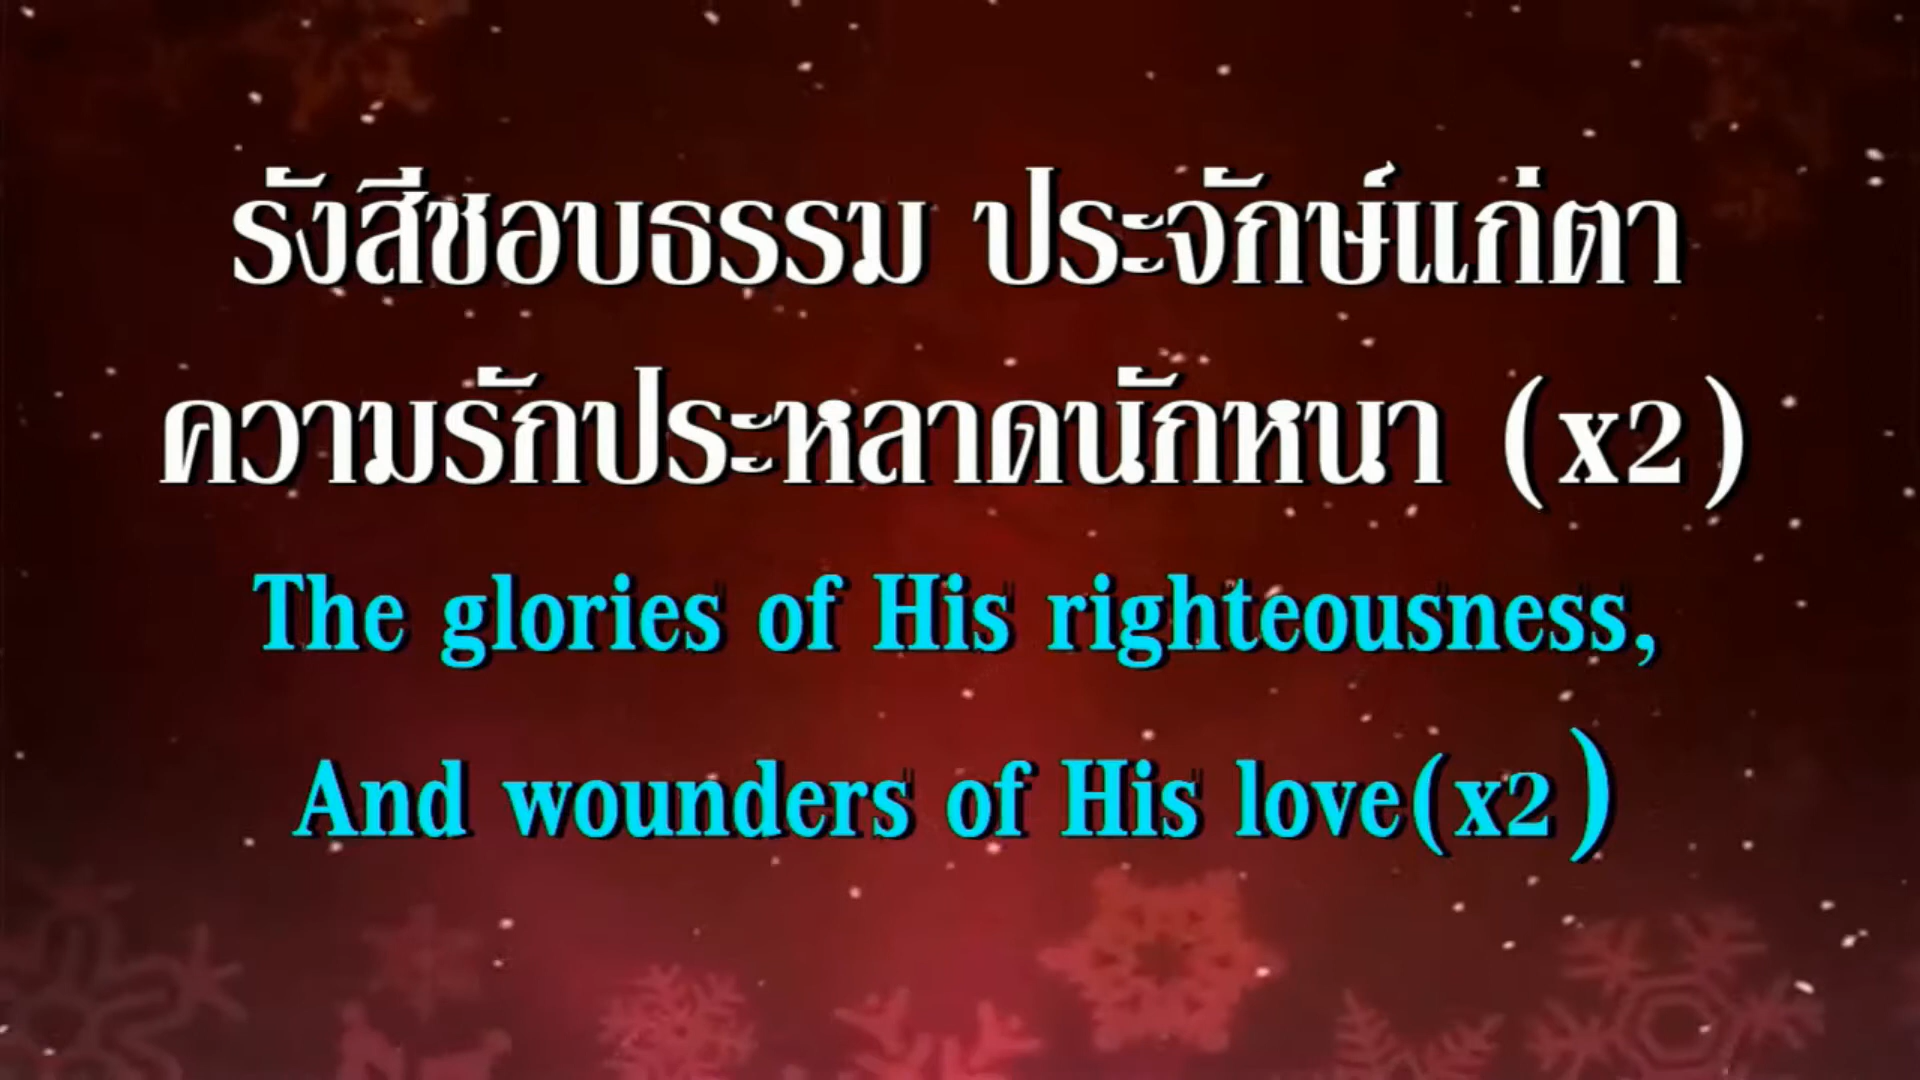 รังสีชอบธรรม ประจักษ์แก่ตา
ความรักประหลาดนักหนา (x2)
The glories of His righteousness,
And wounders of His love(x2)